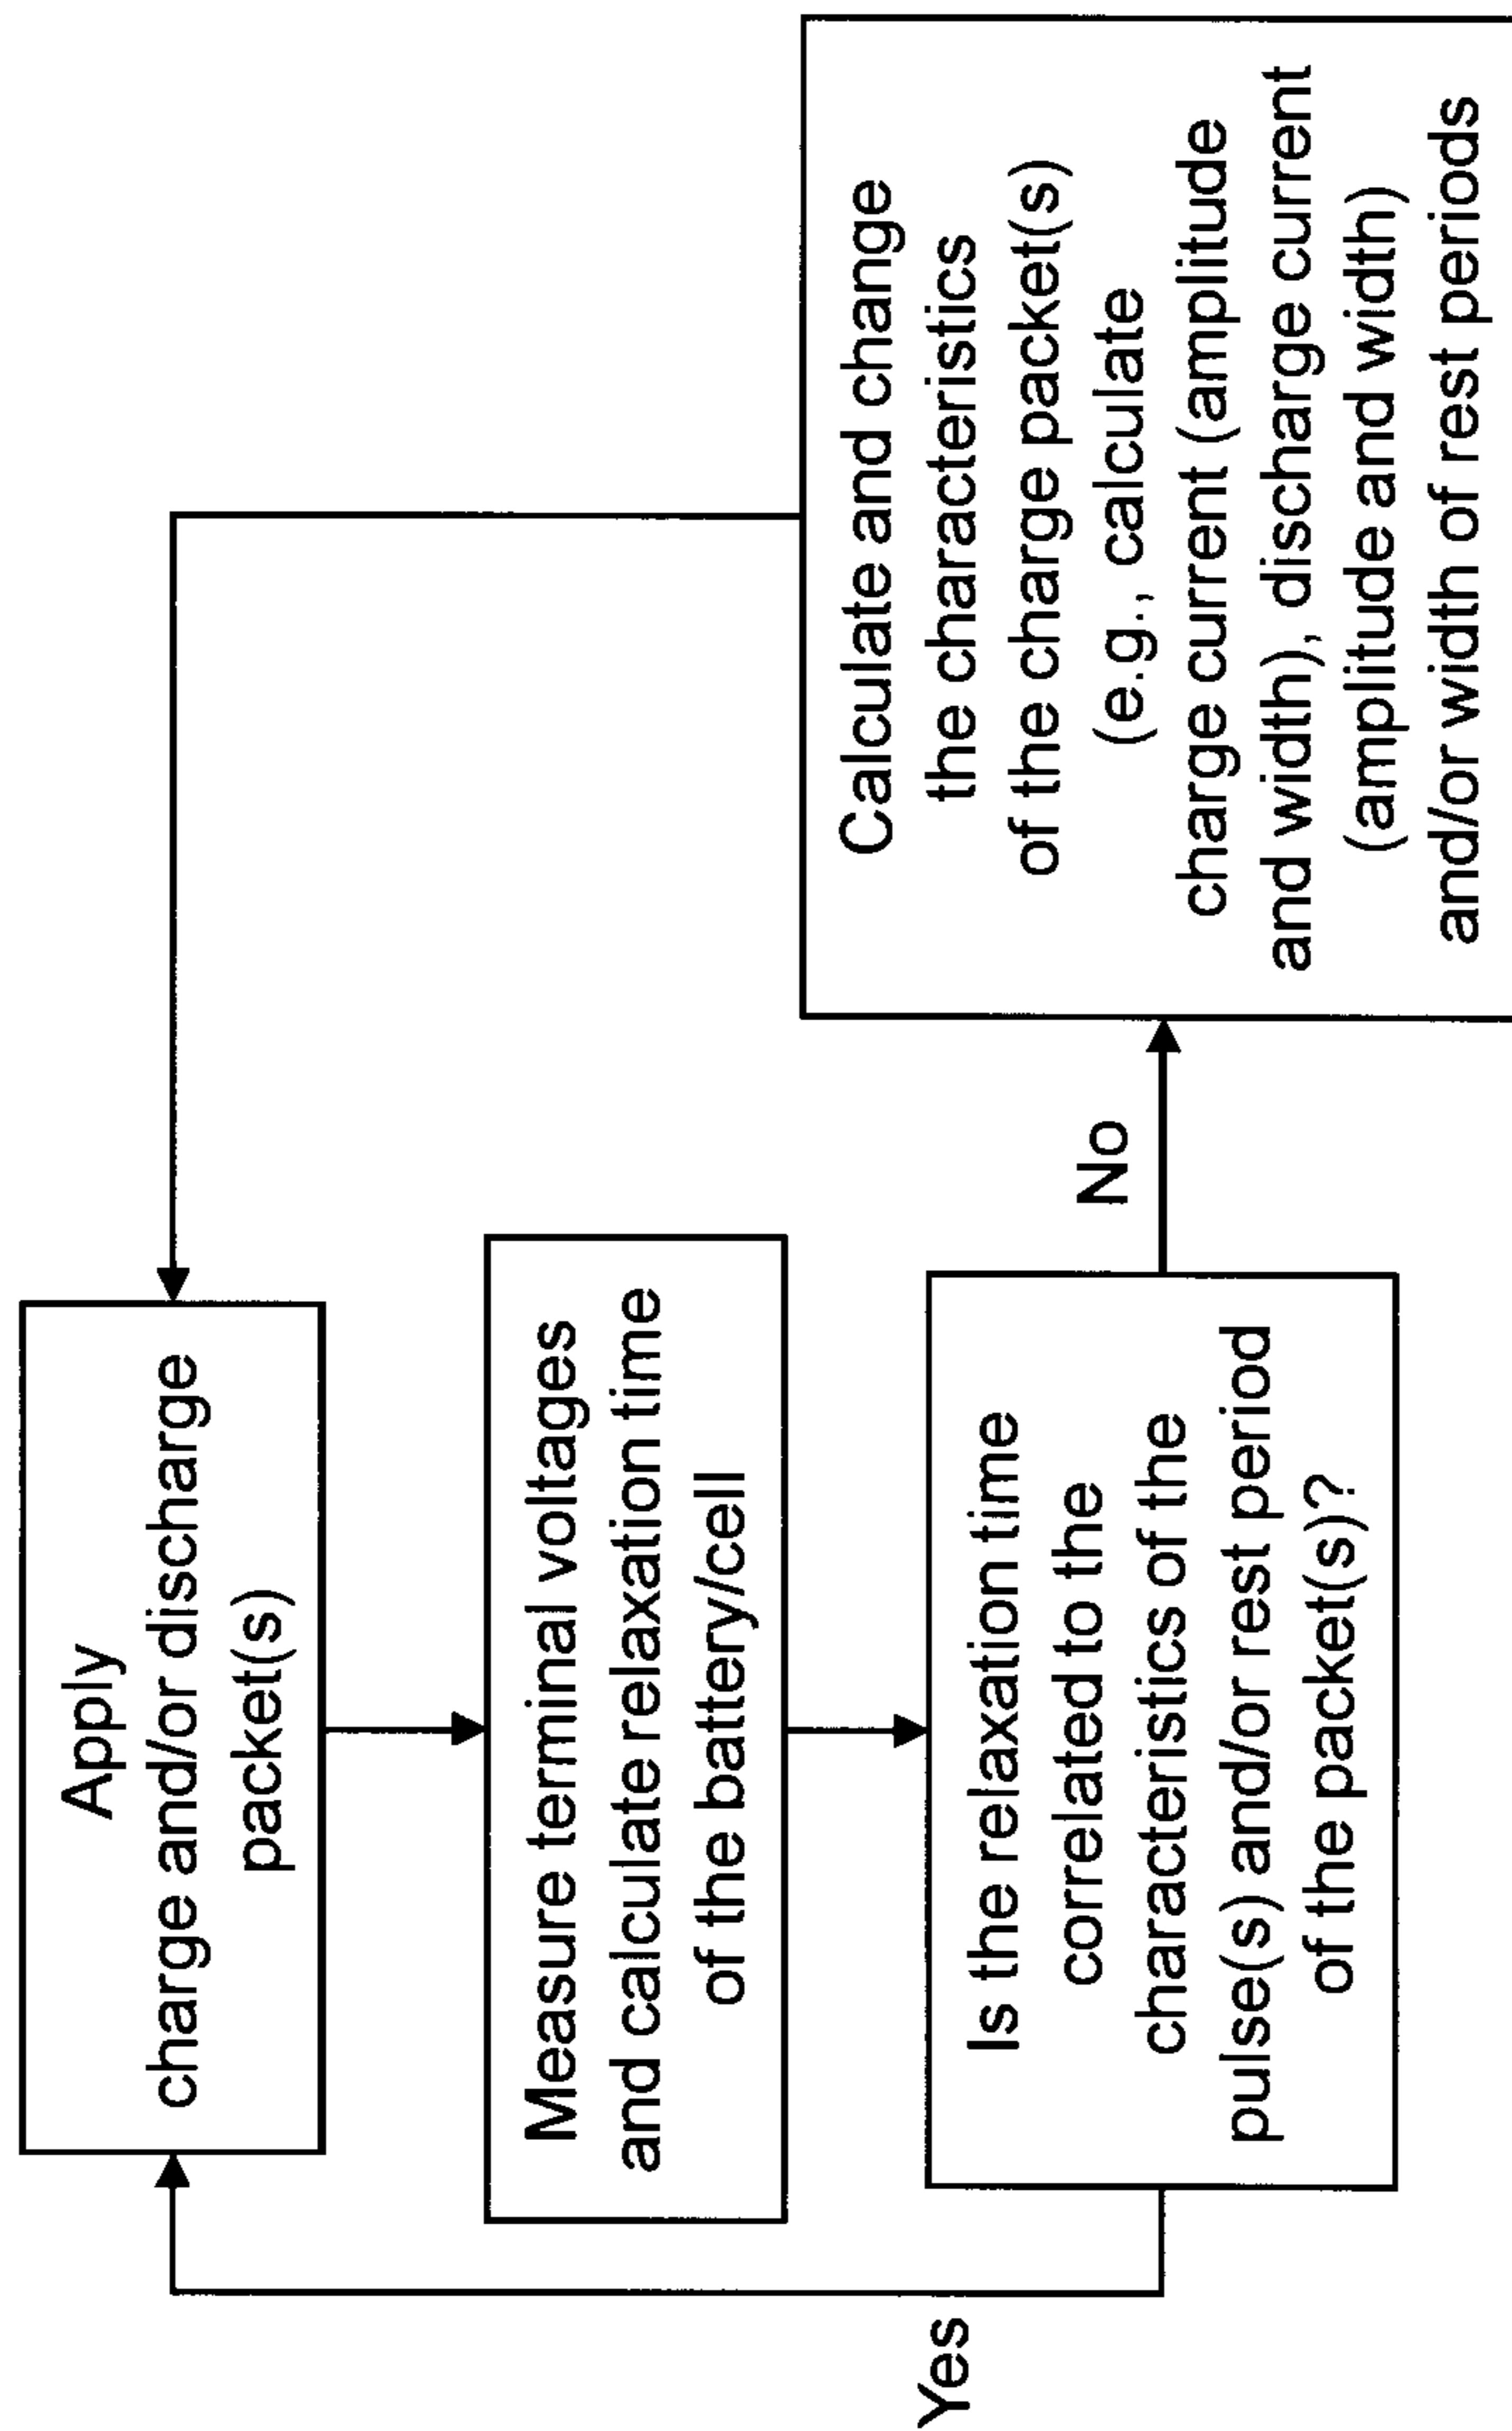 Apply
charge and/or discharge
packet(s)
Measure terminal voltages
and calculate relaxation time
of the battery/cell
Is the relaxation time
correlated to the
characteristics of the
pulse(s) and/or rest period
of the packet(s)?
Yes
No
Calculate and change
the characteristics
of the charge packet(s)
(e.g., calculate
charge current (amplitude
and width), discharge current
(amplitude and width)
and/or width of rest periods